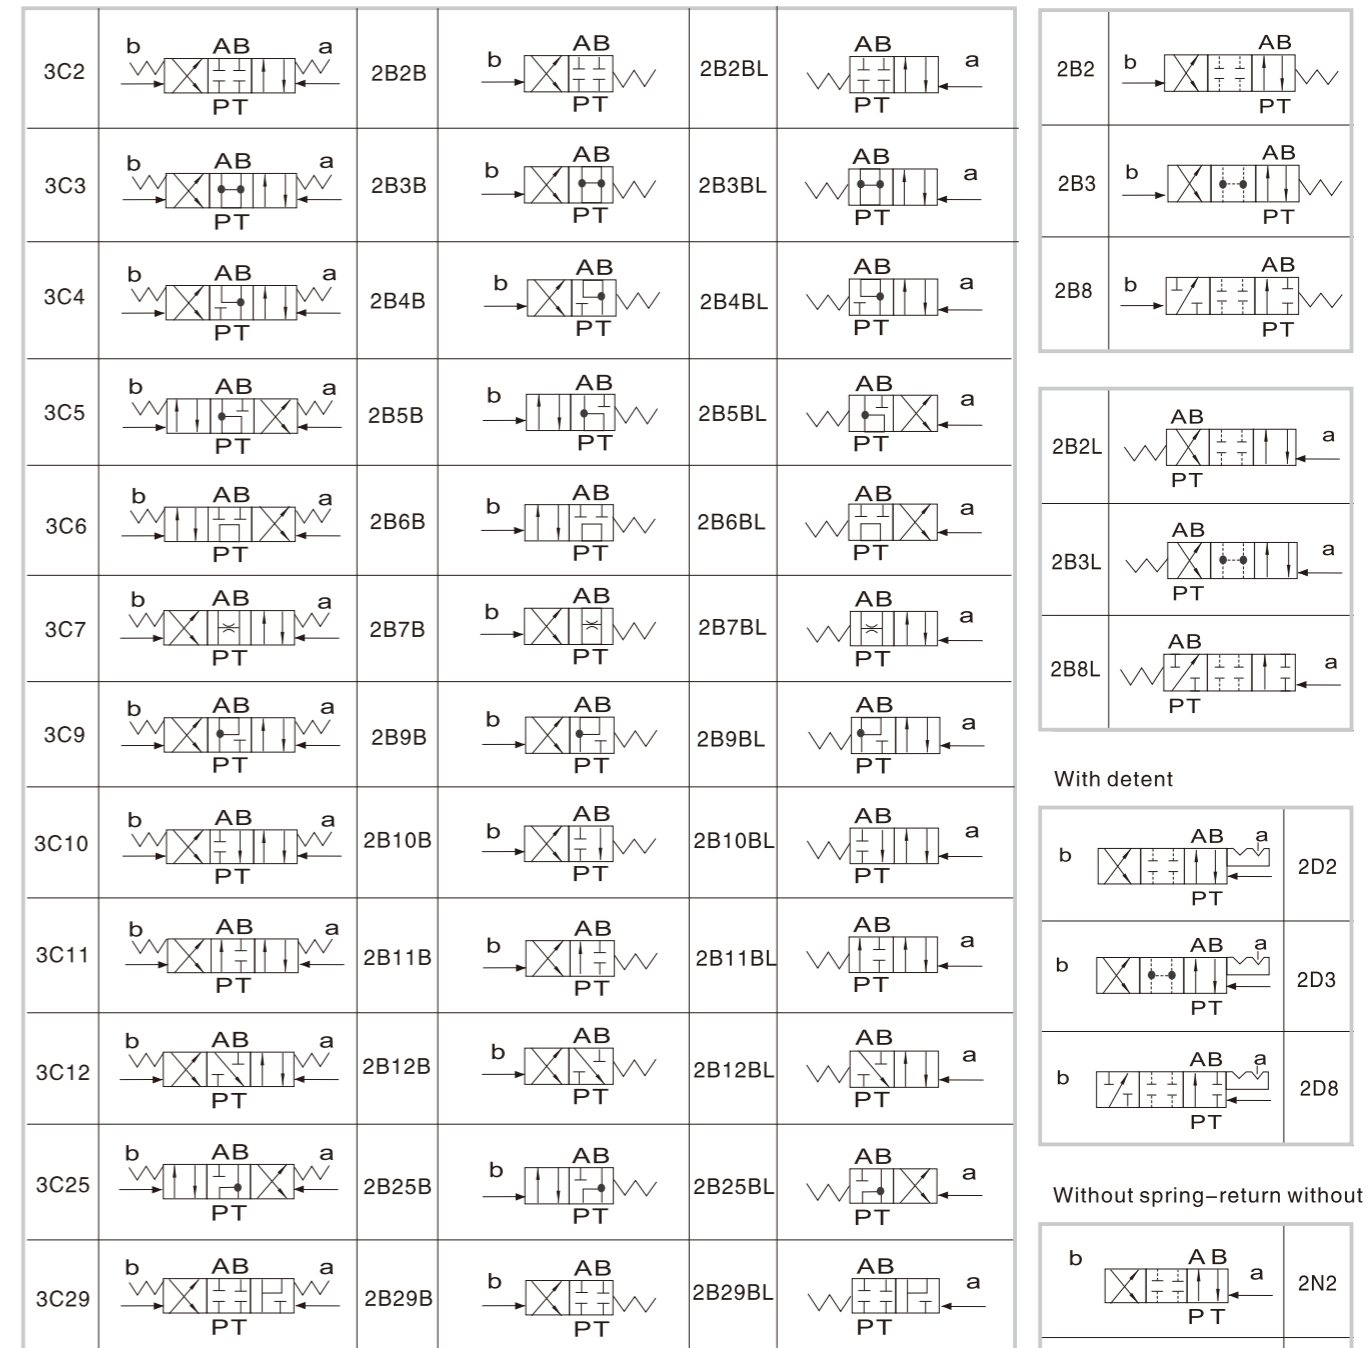 b AB a
3C2
PT
2B2B
b AB
PT
2B2BL
AB a
PT
b AB a
3C3
PT
2B3B
b AB
PT
2B3BL
AB a
PT
b AB a
3C4
PT
2B4B
b AB
PT
2B4BL
AB a
PT
b AB a
3C5
PT
2B5B
b AB
PT
2B5BL
AB a
PT
b AB a
3C6
PT
2B6B
b AB
PT
2B6BL
AB a
PT
b AB a
3C7
PT
2B7B
b AB
PT
2B7BL
AB a
PT
b AB a
3C9
PT
2B9B
b AB
PT
2B9BL
AB a
PT
b AB a
3C10
PT
2B10B
b AB
PT
2B10BL
AB a
PT
b AB a
3C11
PT
2B11B
b AB
PT
2B11BL
AB a
PT
b AB a
3C12
PT
2B12B
b AB
PT
2B12BL
AB a
PT
b AB a
3C25
PT
2B25B
b AB
PT
2B25BL
AB a
PT
b AB a
3C29
PT
2B29B
b AB
PT
2B29BL
AB a
PT
AB
2B2 b
PT
AB
2B3 b
PT
AB
2B8 b
PT
AB
2B2L a
PT
AB
2B3L a
PT
AB
2B8L a
PT
With detent
b AB a
2D2
PT
b AB a
2D3
PT
b AB a
2D8
PT
Without spring–return without
b AB a
2N2
PT